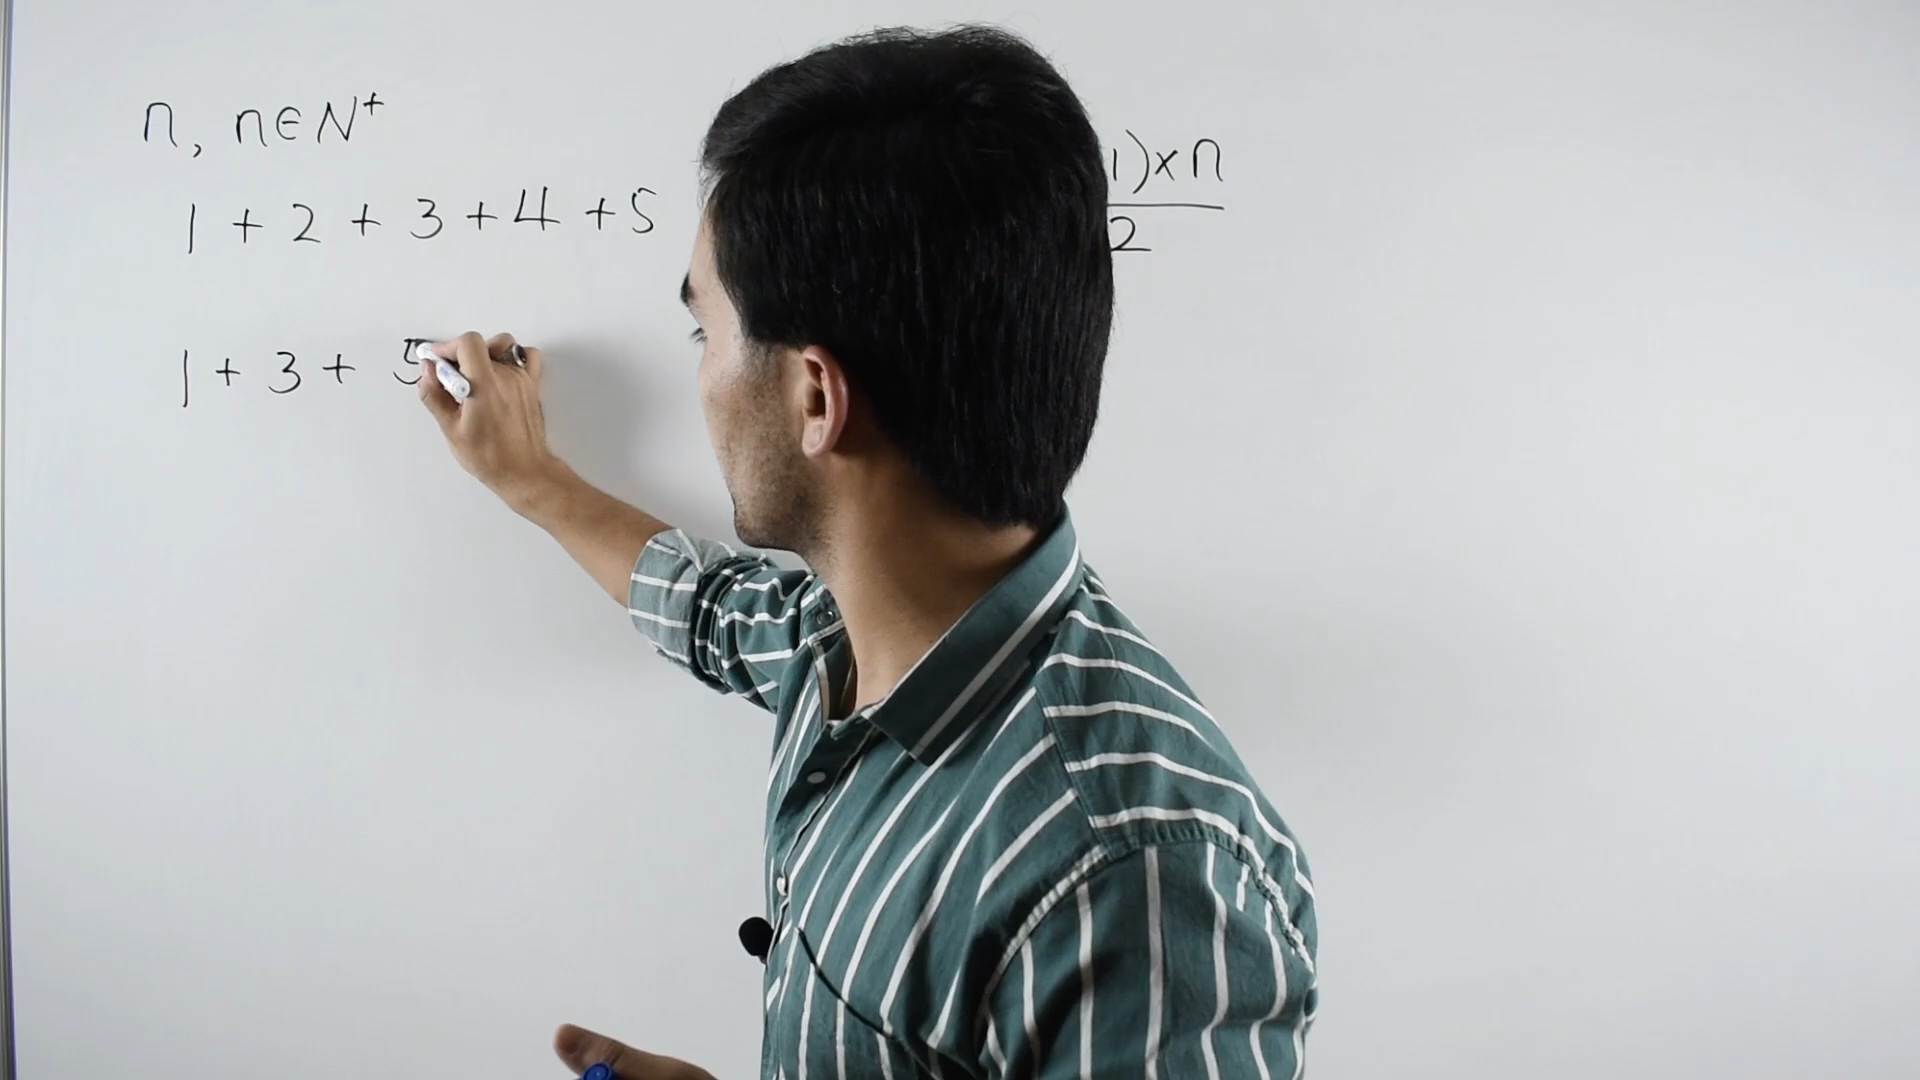 n, n∈N⁺
1 + 2 + 3 + 4 + 5
1)×n
2
1 + 3 + 5